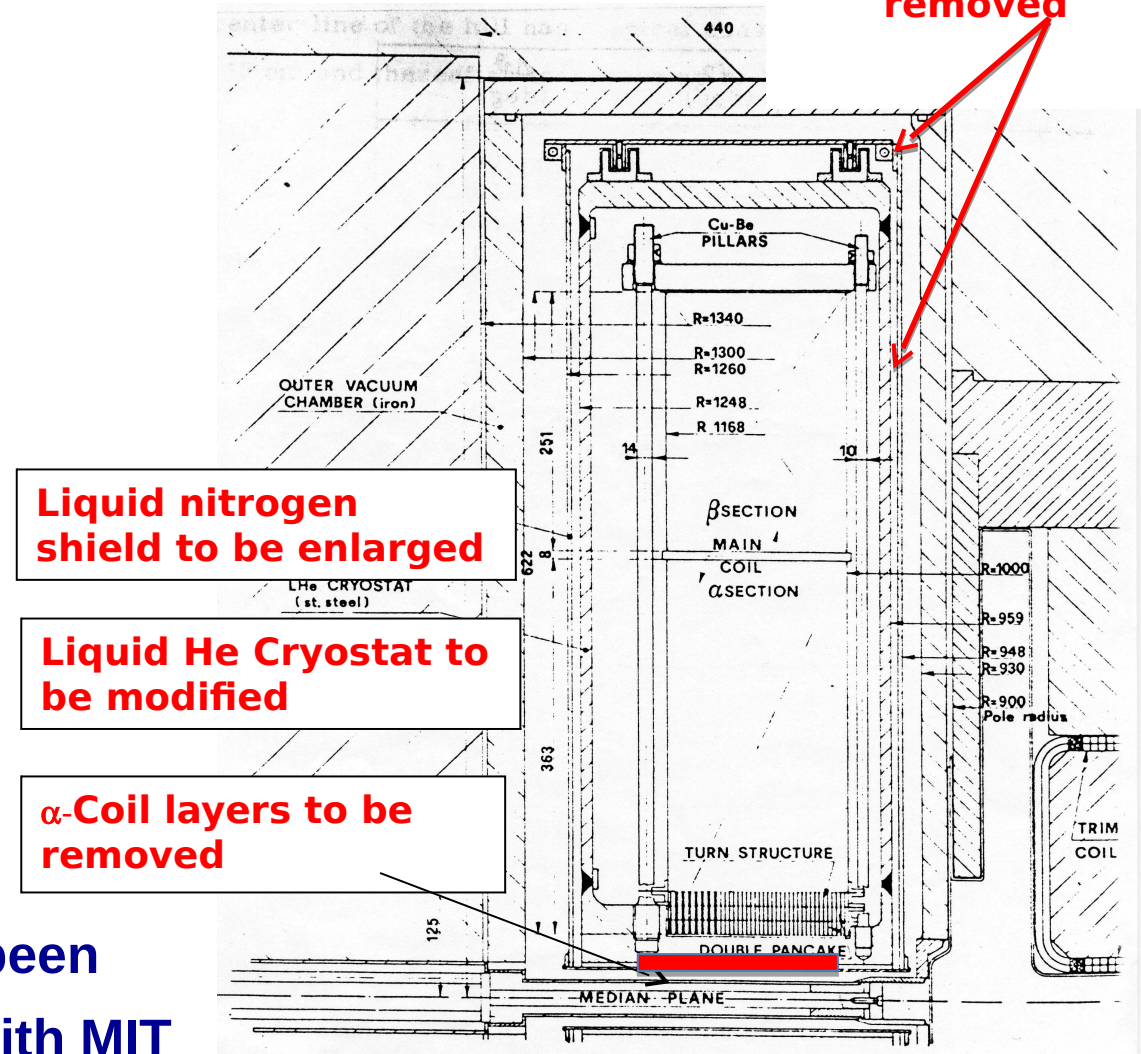 removed
440
Cu-Be
PILLARS
R=1340
R=1300
R=1260
OUTER VACUUM
CHAMBER (iron)
R=1248
R 1168
251
14
10
Liquid nitrogen
shield to be enlarged
β SECTION
MAIN
COIL
α SECTION
622
8
R=1000
LHe CRYOSTAT
(st. steel)
R=959
Liquid He Cryostat to
be modified
R=948
R=930
R=900
Pole radius
363
α-Coil layers to be
removed
TRIM
COIL
TURN STRUCTURE
125
DOUBLE PANCAKE
MEDIAN PLANE
been
ith MIT